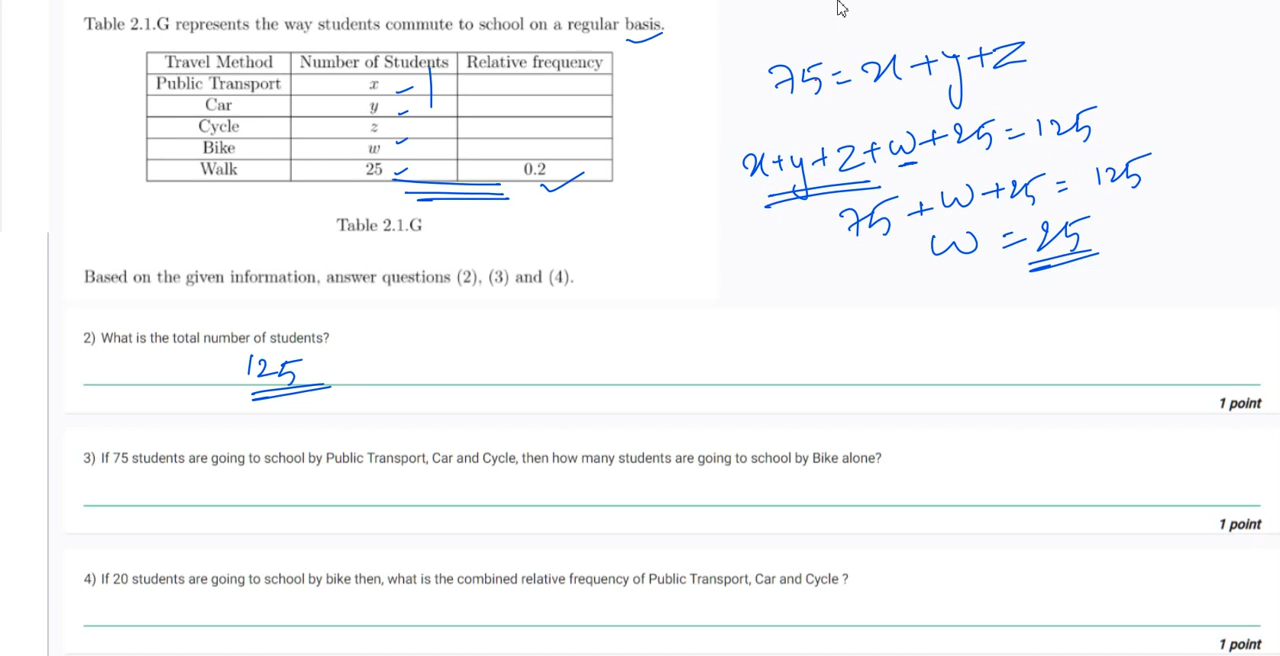 Table 2.1.G represents the way students commute to school on a regular basis.
Travel Method Number of Students Relative frequency
Public Transport x
Car y
Cycle z
Bike w
Walk 25 0.2
Table 2.1.G
75 = x + y + z
x + y + z + w + 25 = 125
75 + w + 25 = 125
w = 25
Based on the given information, answer questions (2), (3) and (4).
2) What is the total number of students?
125
1 point
3) If 75 students are going to school by Public Transport, Car and Cycle, then how many students are going to school by Bike alone?
1 point
4) If 20 students are going to school by bike then, what is the combined relative frequency of Public Transport, Car and Cycle ?
1 point